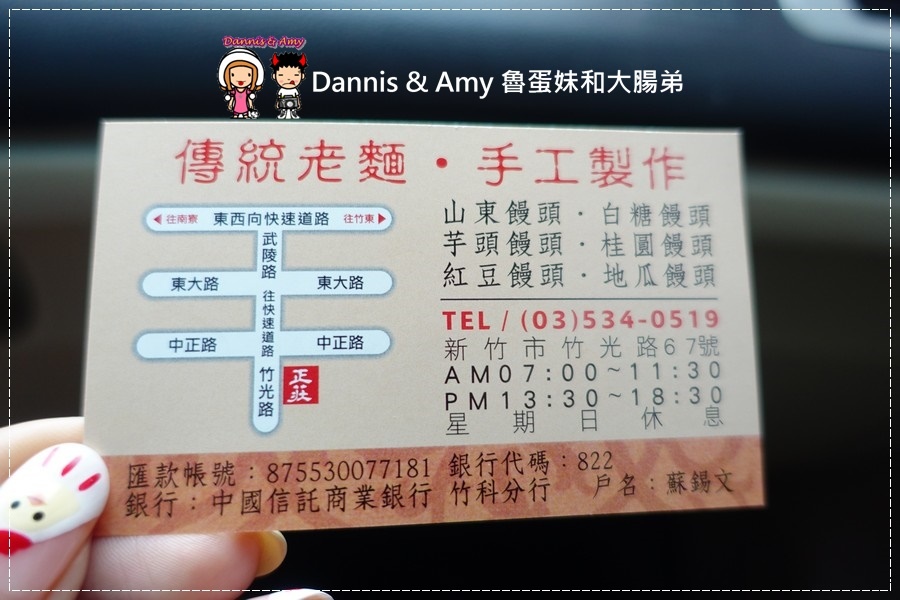 Dannis & Amy
Dannis & Amy 魯蛋妹和大腸弟
傳統老麵・手工製作
往南寮 東西向快速道路 往竹東
武陵路
東大路 東大路
往快速道路
中正路 中正路
竹光路
正莊
山東饅頭・白糖饅頭
芋頭饅頭・桂圓饅頭
紅豆饅頭・地瓜饅頭
TEL / (03)534-0519
新竹市竹光路67號
AM07:00~11:30
PM13:30~18:30
星期日休息
匯款帳號：875530077181 銀行代碼：822
銀行：中國信託商業銀行 竹科分行 戶名：蘇錫文